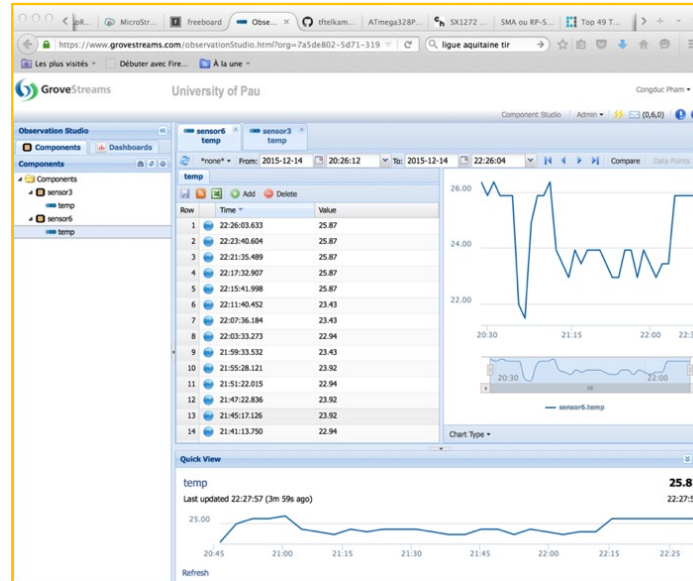 pR...
MicroStr...
freeboard
Obse...
tftelkam...
ATmega328P...
SX1272 ...
SMA ou RP-S...
Top 49 T...
https://www.grovestreams.com/observationStudio.html?org=7a5de802-5d71-319
ligue aquitaine tir
Les plus visités
Débuter avec Fire...
À la une
GroveStreams
University of Pau
Congduc Pham
Component Studio
Admin
(0,6,0)
Observation Studio
Components
Dashboards
Components
Components
sensor3
temp
sensor6
temp
sensor6 temp
sensor3 temp
*none* From: 2015-12-14 20:26:12 To: 2015-12-14 22:26:04 Compare Data Points
temp
Add Delete
Row Time Value
1 22:26:03.633 25.87
2 22:23:40.604 25.87
3 22:21:35.489 25.87
4 22:17:32.907 25.87
5 22:15:41.998 25.87
6 22:11:40.452 23.43
7 22:07:36.184 23.43
8 22:03:33.273 22.94
9 21:59:33.532 23.43
10 21:55:28.121 23.92
11 21:51:22.015 22.94
12 21:47:22.836 23.92
13 21:45:17.126 23.92
14 21:41:13.750 22.94
26.00
24.00
22.00
20:30 21:15 22:00 22:3
20:30 22:00
sensor6.temp
Chart Type
Quick View
temp 25.8
Last updated 22:27:57 (3m 59s ago) 22:27:5
25.00
20:45 21:00 21:15 21:30 21:45 22:00 22:15 22:25
Refresh